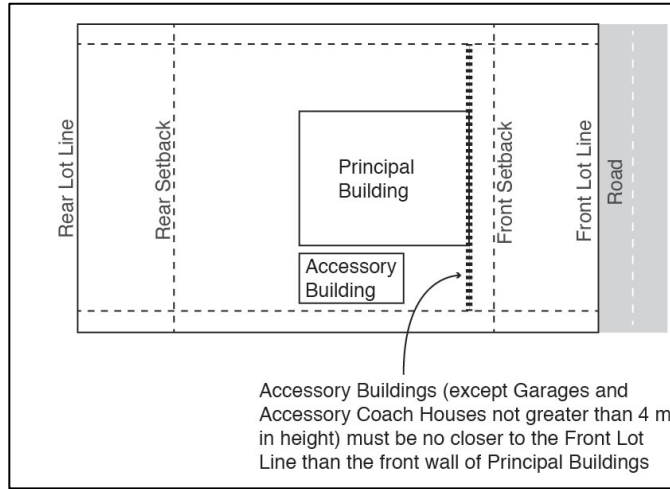 Rear Lot Line
Rear Setback
Principal
Building
Accessory
Building
Front Setback
Front Lot Line
Road
Accessory Buildings (except Garages and
Accessory Coach Houses not greater than 4 m
in height) must be no closer to the Front Lot
Line than the front wall of Principal Buildings